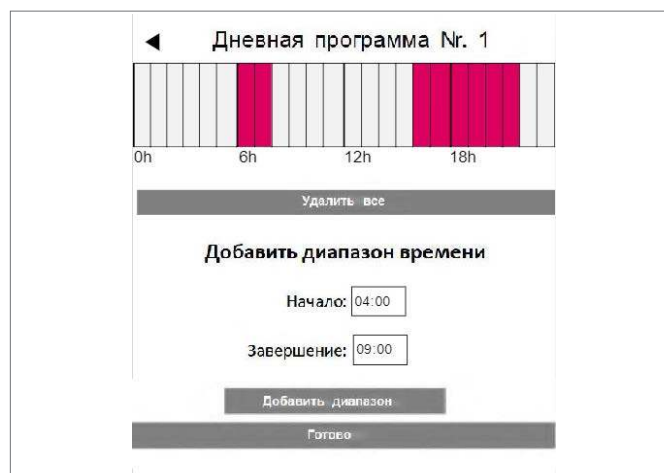 Дневная программа Nr. 1
0h 6h 12h 18h
Удалить все
Добавить диапазон времени
Начало: 04:00
Завершение: 09:00
Добавить диапазон
Готово